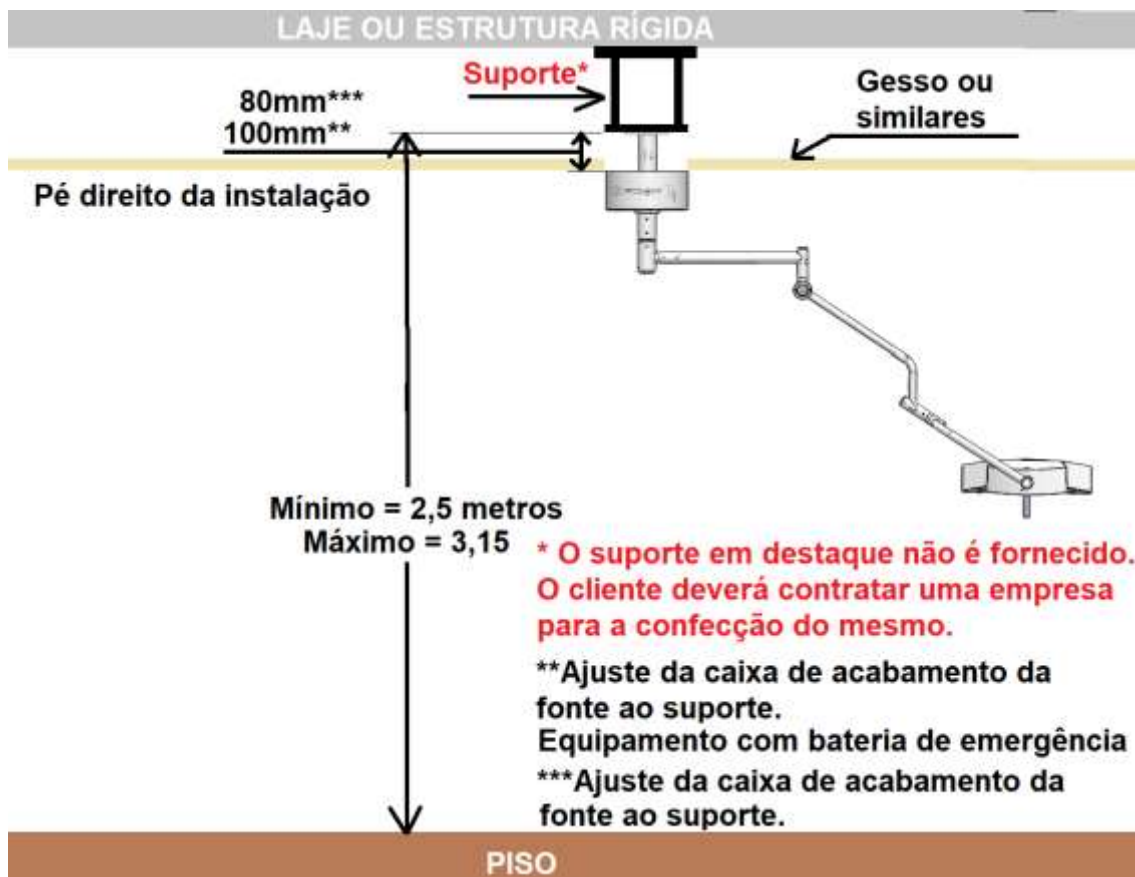 LAJE OU ESTRUTURA RÍGIDA
Suporte*
80mm***
100mm**
Gesso ou
similares
Pé direito da instalação
Mínimo = 2,5 metros
Máximo = 3,15
* O suporte em destaque não é fornecido.
O cliente deverá contratar uma empresa
para a confecção do mesmo.
**Ajuste da caixa de acabamento da
fonte ao suporte.
Equipamento com bateria de emergência
***Ajuste da caixa de acabamento da
fonte ao suporte.
PISO